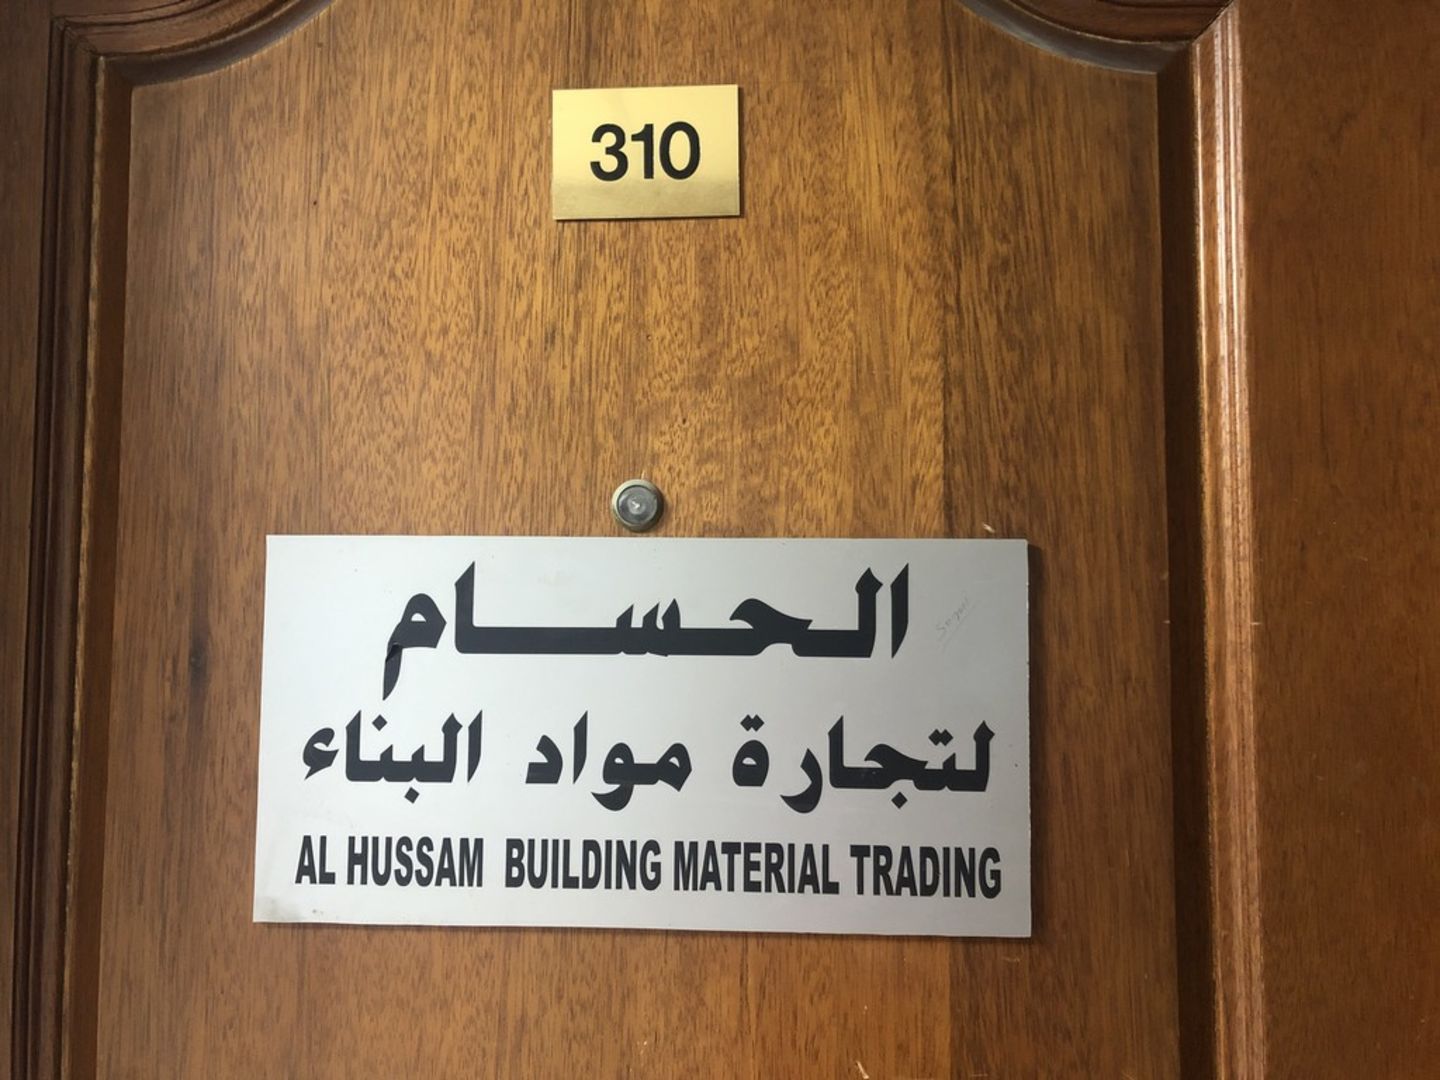 310
الحسام
لتجارة مواد البناء
AL HUSSAM BUILDING MATERIAL TRADING